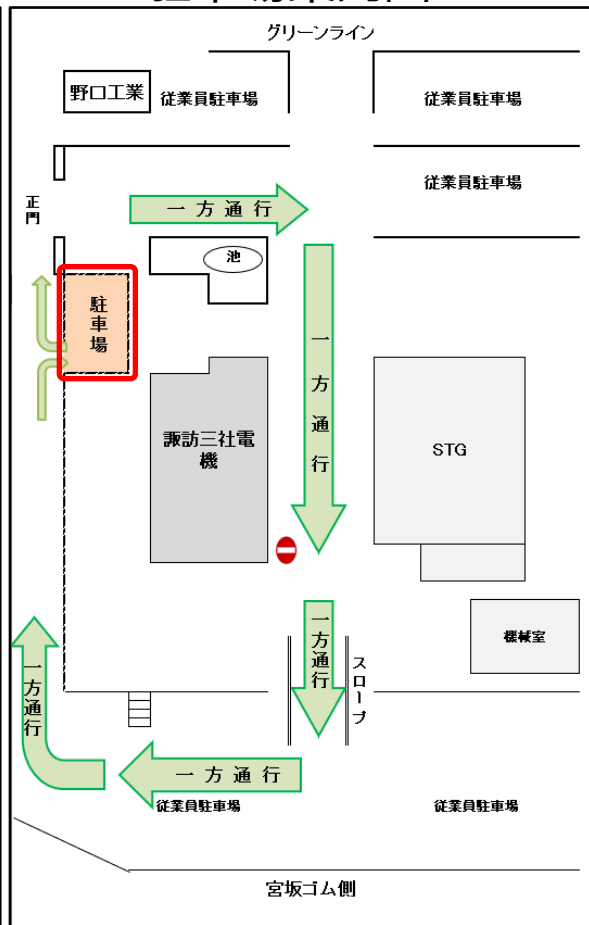 グリーンライン
野口工業
従業員駐車場
従業員駐車場
従業員駐車場
正門
一方通行
池
駐車場
一方通行
諏訪三社電
機
STG
一方通行
スロープ
機械室
一方通行
一方通行
従業員駐車場
従業員駐車場
宮坂ゴム側